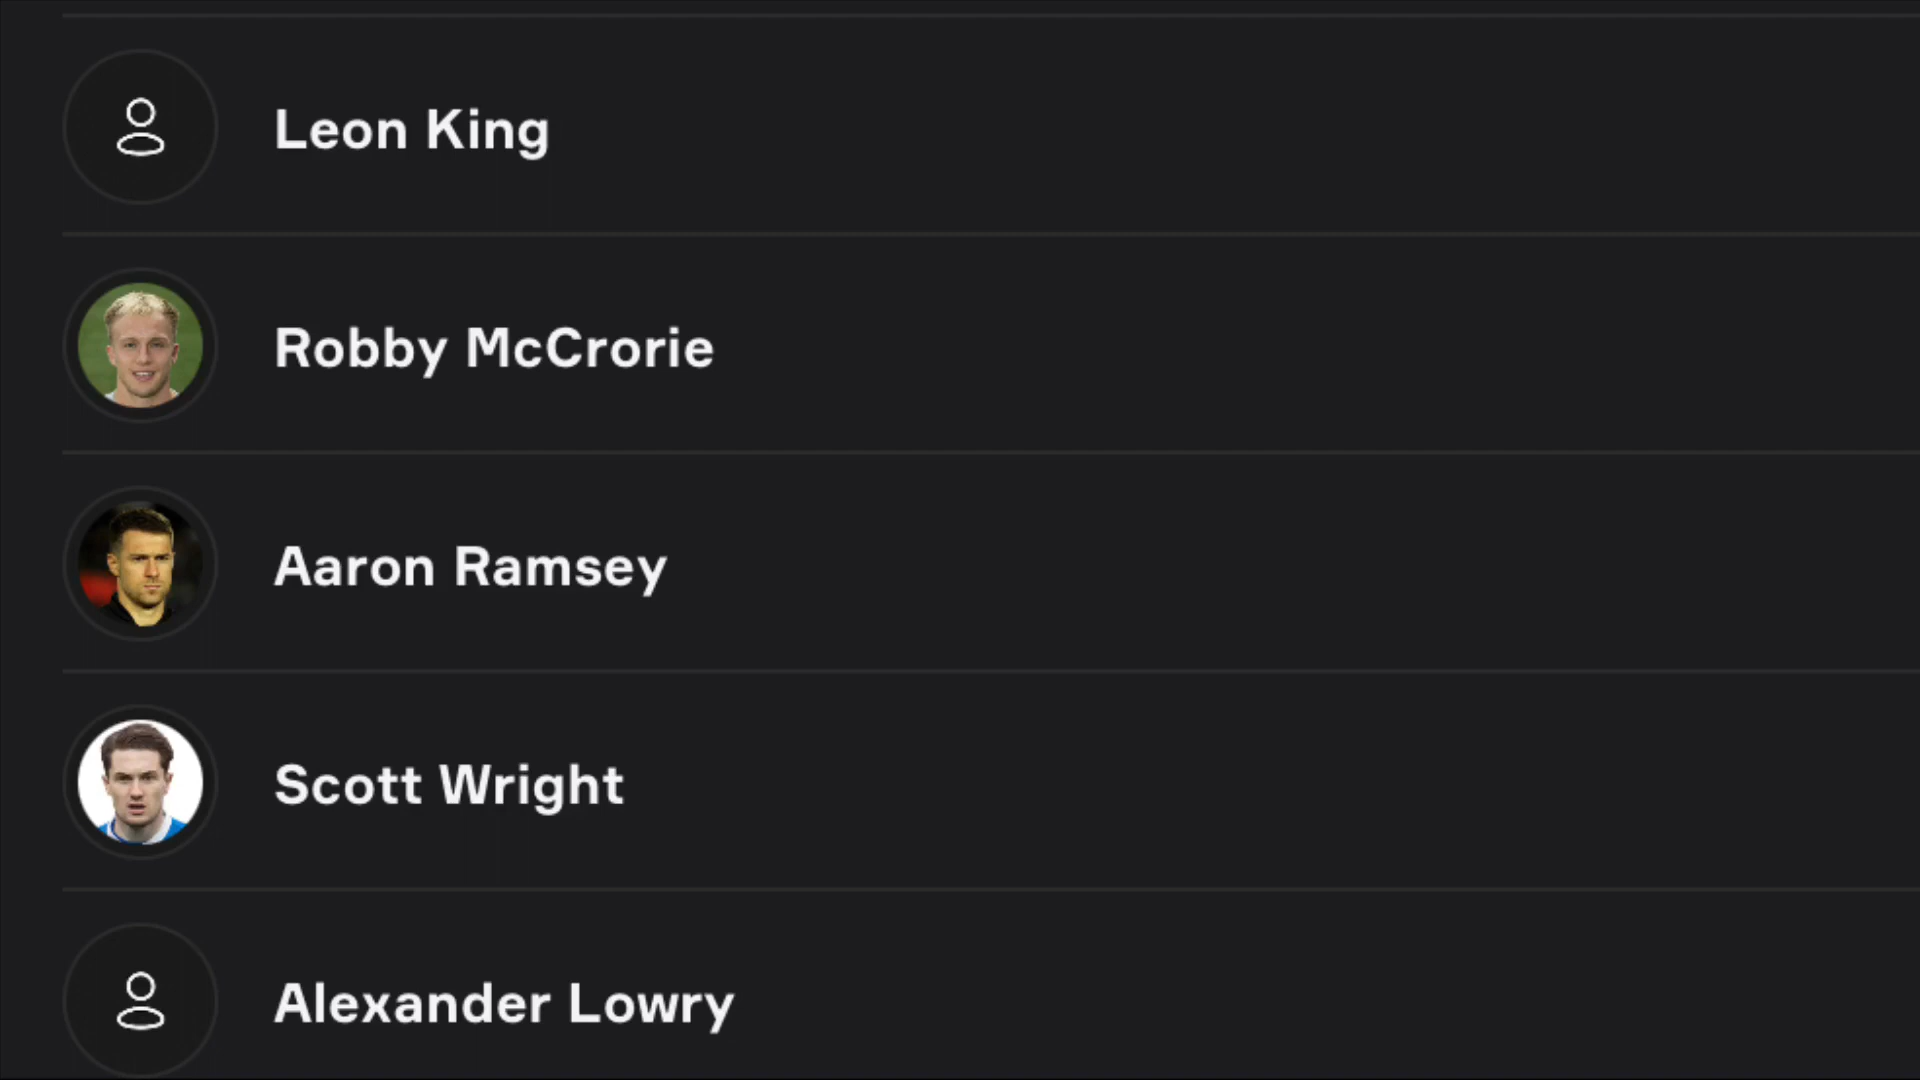 Leon King
Robby McCrorie
Aaron Ramsey
Scott Wright
Alexander Lowry